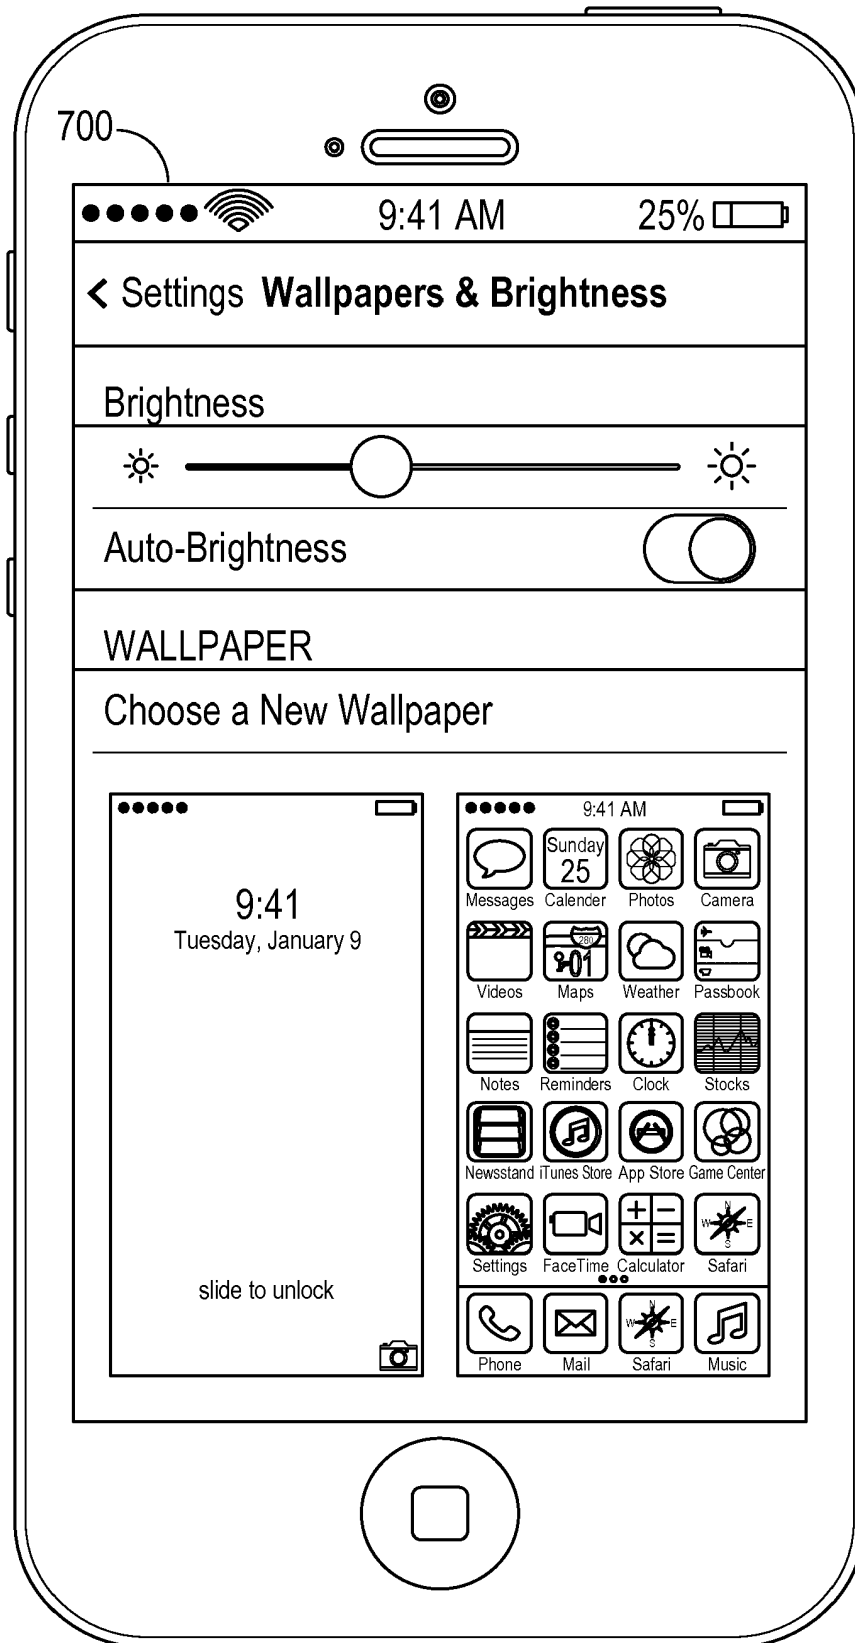 700
9:41 AM 25%
< Settings Wallpapers & Brightness
Brightness
Auto-Brightness
WALLPAPER
Choose a New Wallpaper
9:41
Tuesday, January 9
slide to unlock
9:41 AM
Sunday
25
Messages Calender Photos Camera
280
01
Videos Maps Weather Passbook
Notes Reminders Clock Stocks
Newsstand iTunes Store App Store Game Center
+ −
× =
N
W E
S
Settings FaceTime Calculator Safari
N
W E
S
Phone Mail Safari Music